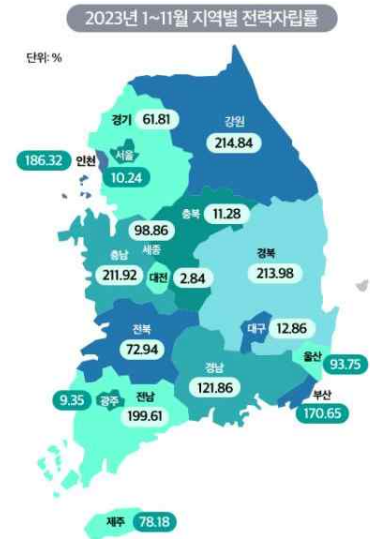 2023년 1~11월 지역별 전력자립률
단위: %
경기 61.81
강원
214.84
186.32 인천
서울
10.24
충북 11.28
98.86
세종
충남
211.92
대전 2.84
경북
213.98
전북
72.94
대구 12.86
울산 93.75
경남
121.86
부산
170.65
9.35 광주
전남
199.61
제주 78.18